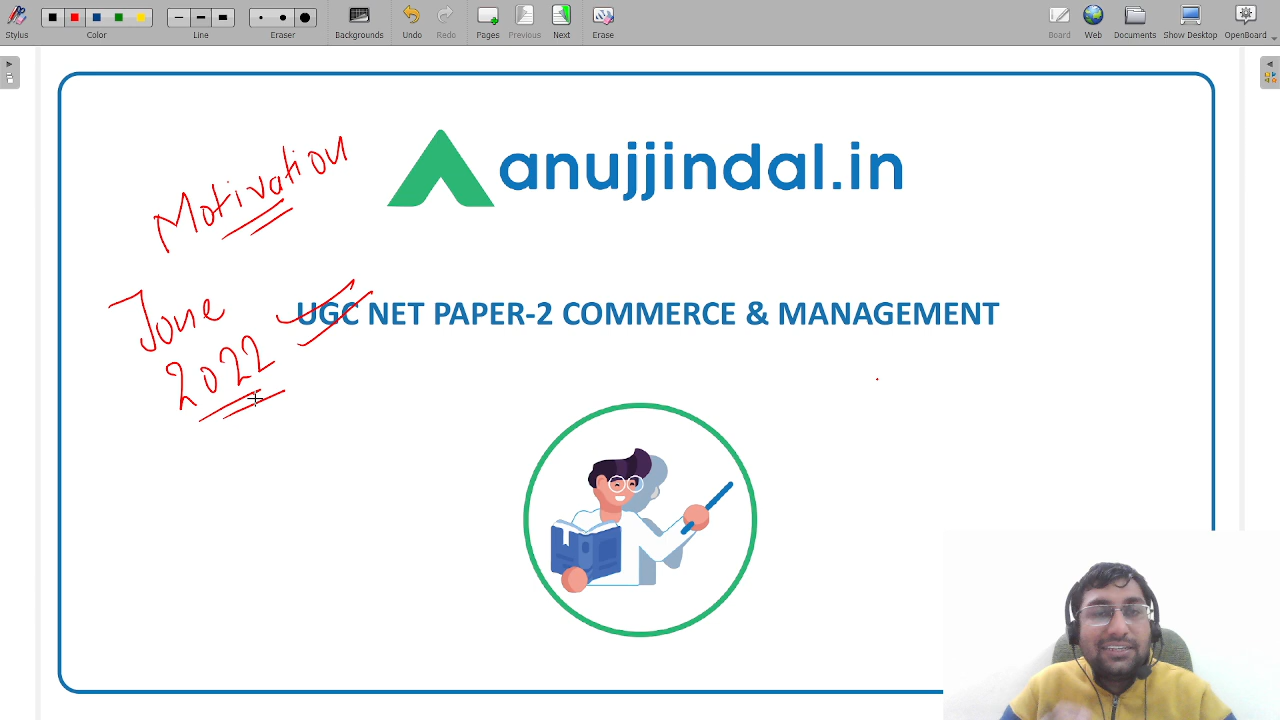 Stylus
Color
Line
Eraser
Backgrounds
Undo
Redo
Pages
Previous
Next
Erase
Board
Web
Documents
Show Desktop
OpenBoard
Motivation
anujjindal.in
June
2022
UGC NET PAPER-2 COMMERCE & MANAGEMENT